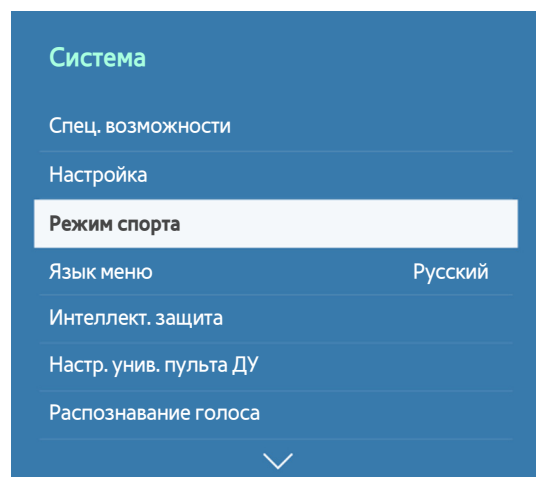 Система
Спец. возможности
Настройка
Режим спорта
Язык меню Русский
Интеллект. защита
Настр. унив. пульта ДУ
Распознавание голоса